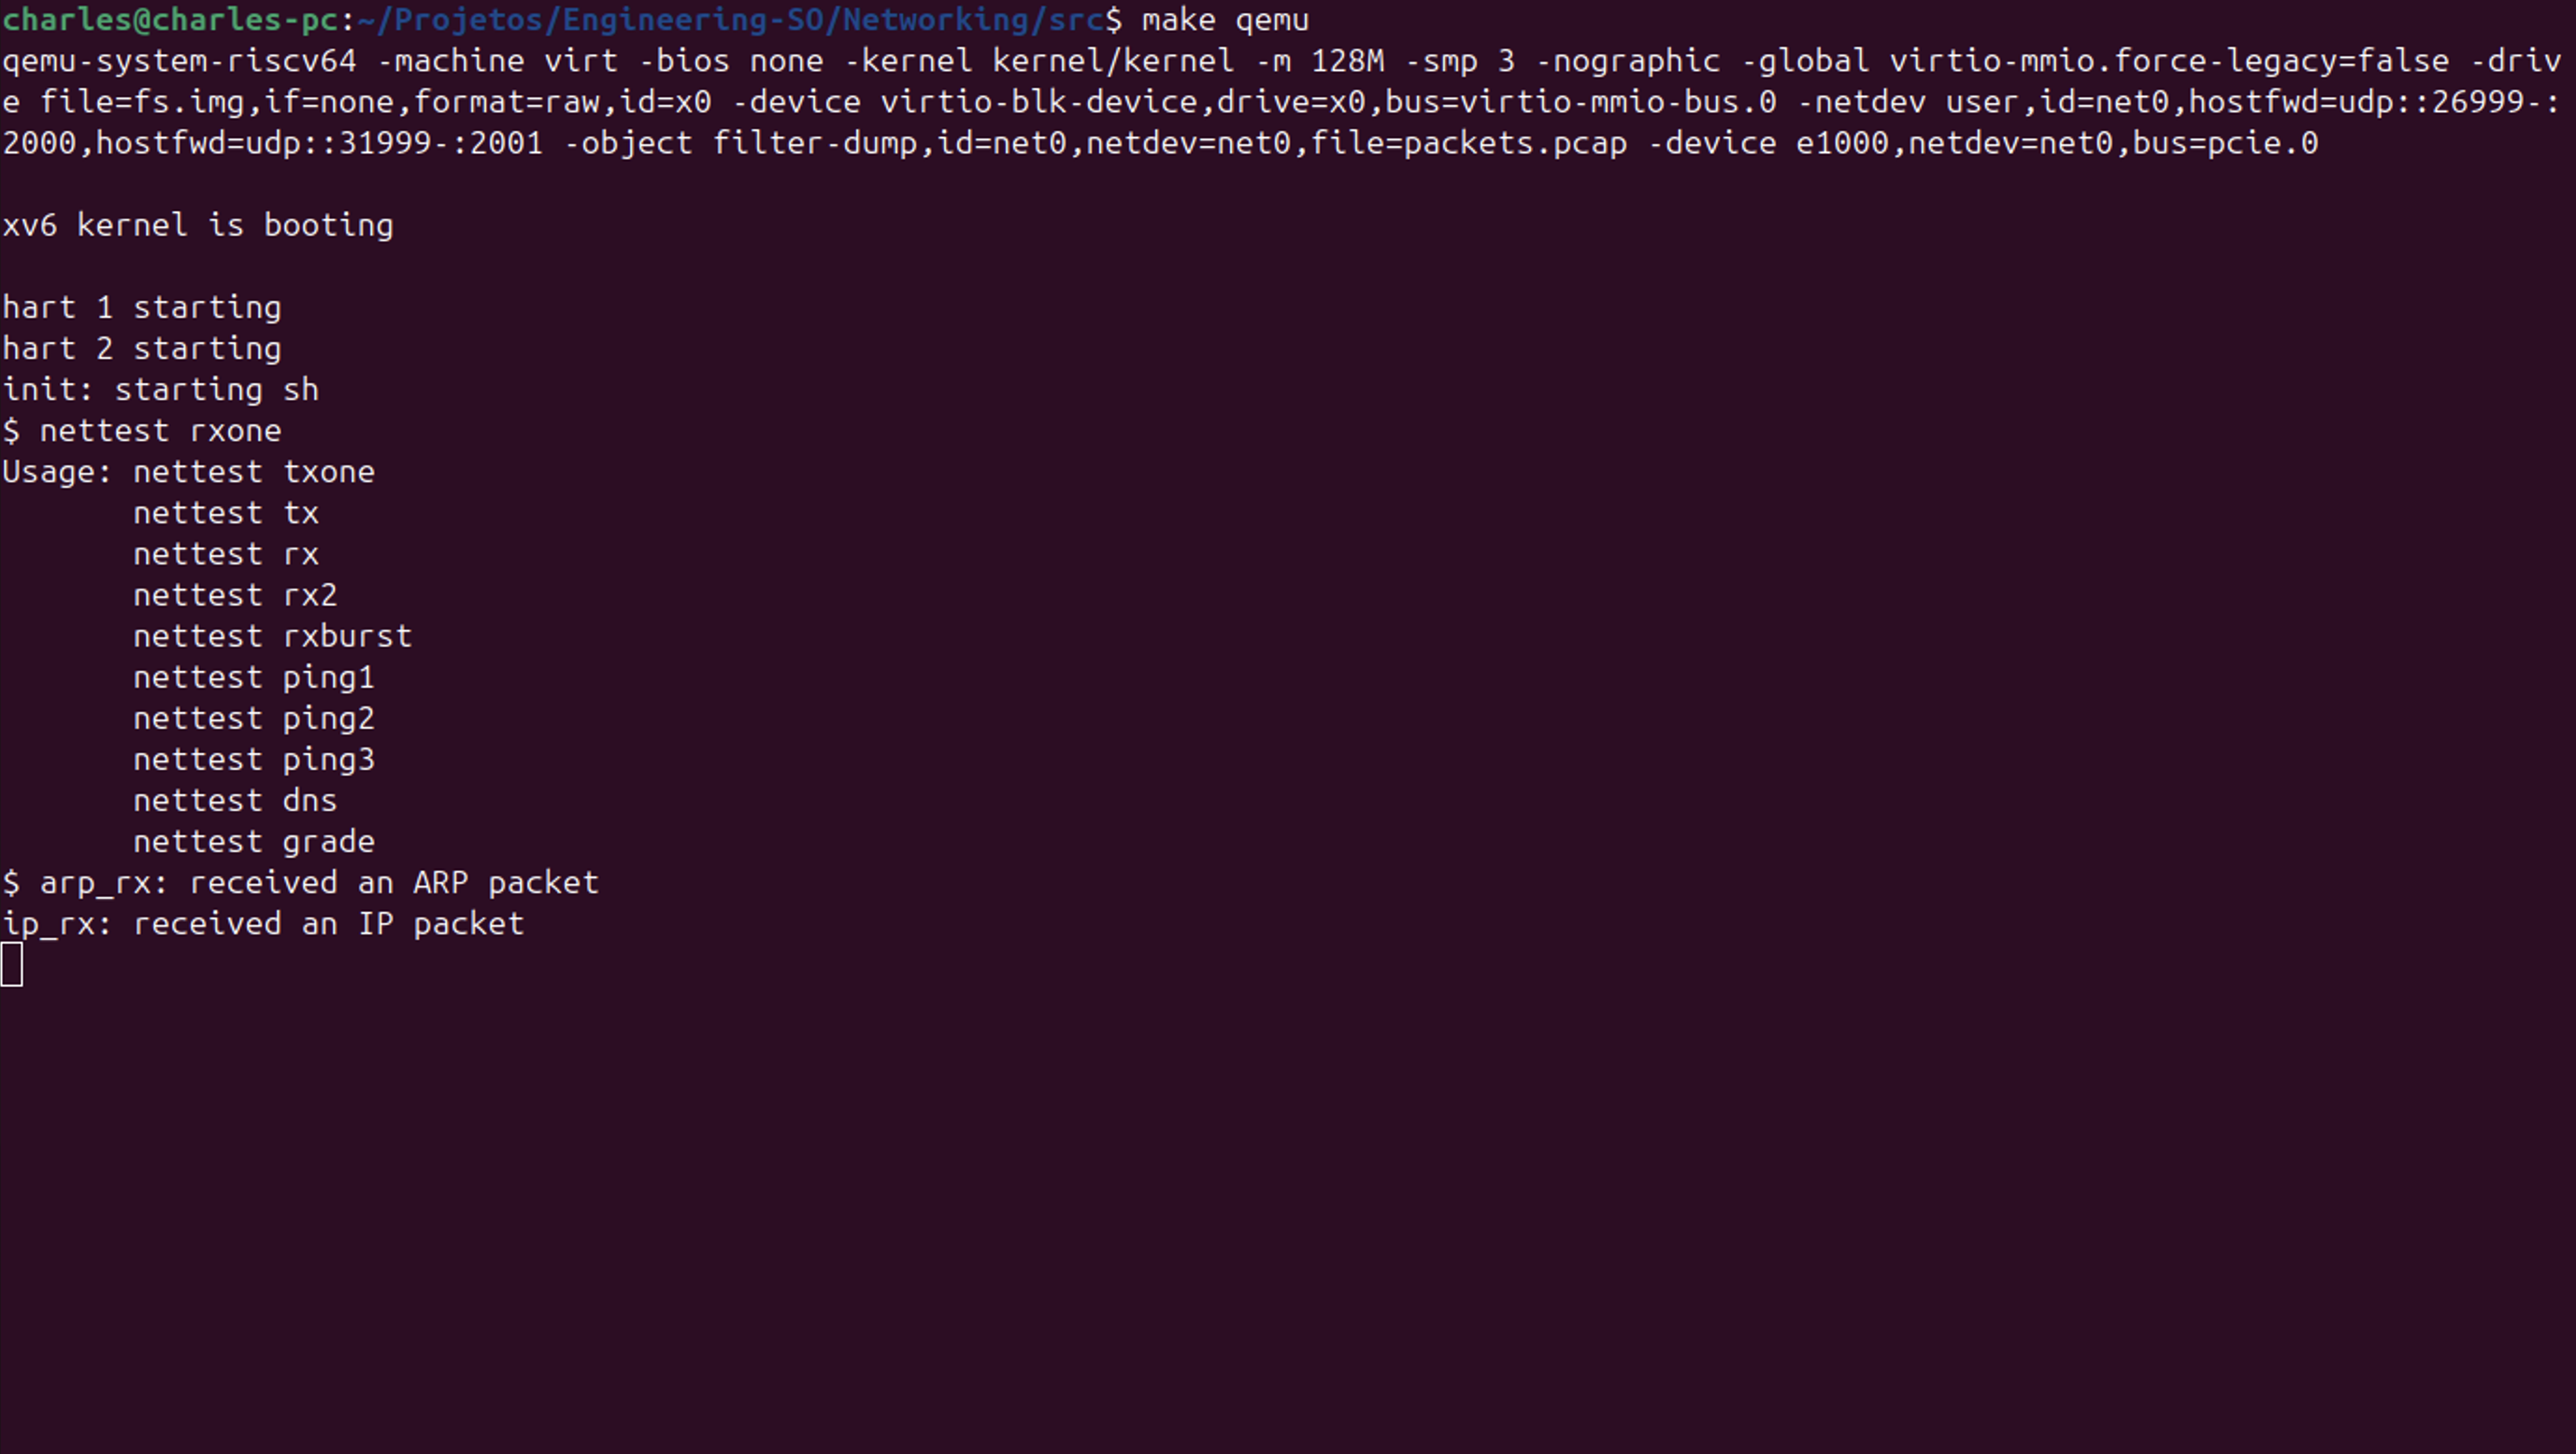 charles@charles-pc:~/Projetos/Engineering-SO/Networking/src$ make qemu
qemu-system-riscv64 -machine virt -bios none -kernel kernel/kernel -m 128M -smp 3 -nographic -global virtio-mmio.force-legacy=false -driv
e file=fs.img,if=none,format=raw,id=x0 -device virtio-blk-device,drive=x0,bus=virtio-mmio-bus.0 -netdev user,id=net0,hostfwd=udp::26999-:
2000,hostfwd=udp::31999-:2001 -object filter-dump,id=net0,netdev=net0,file=packets.pcap -device e1000,netdev=net0,bus=pcie.0
xv6 kernel is booting
hart 1 starting
hart 2 starting
init: starting sh
$ nettest rxone
Usage: nettest txone
       nettest tx
       nettest rx
       nettest rx2
       nettest rxburst
       nettest ping1
       nettest ping2
       nettest ping3
       nettest dns
       nettest grade
$ arp_rx: received an ARP packet
ip_rx: received an IP packet